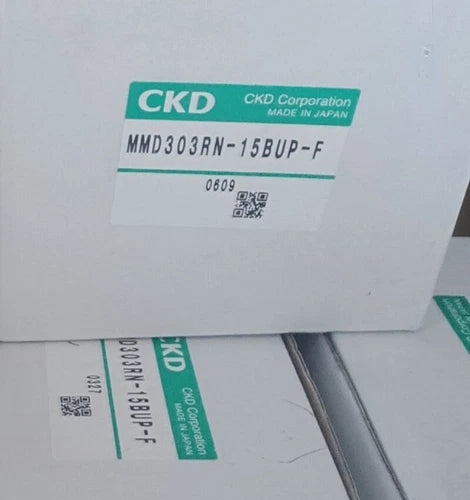 CKD
CKD Corporation
MADE IN JAPAN
MMD303RN-15BUP-F
0609
CKD
CKD Corporation
MADE IN JAPAN
D303RN-15BUP-F
0327